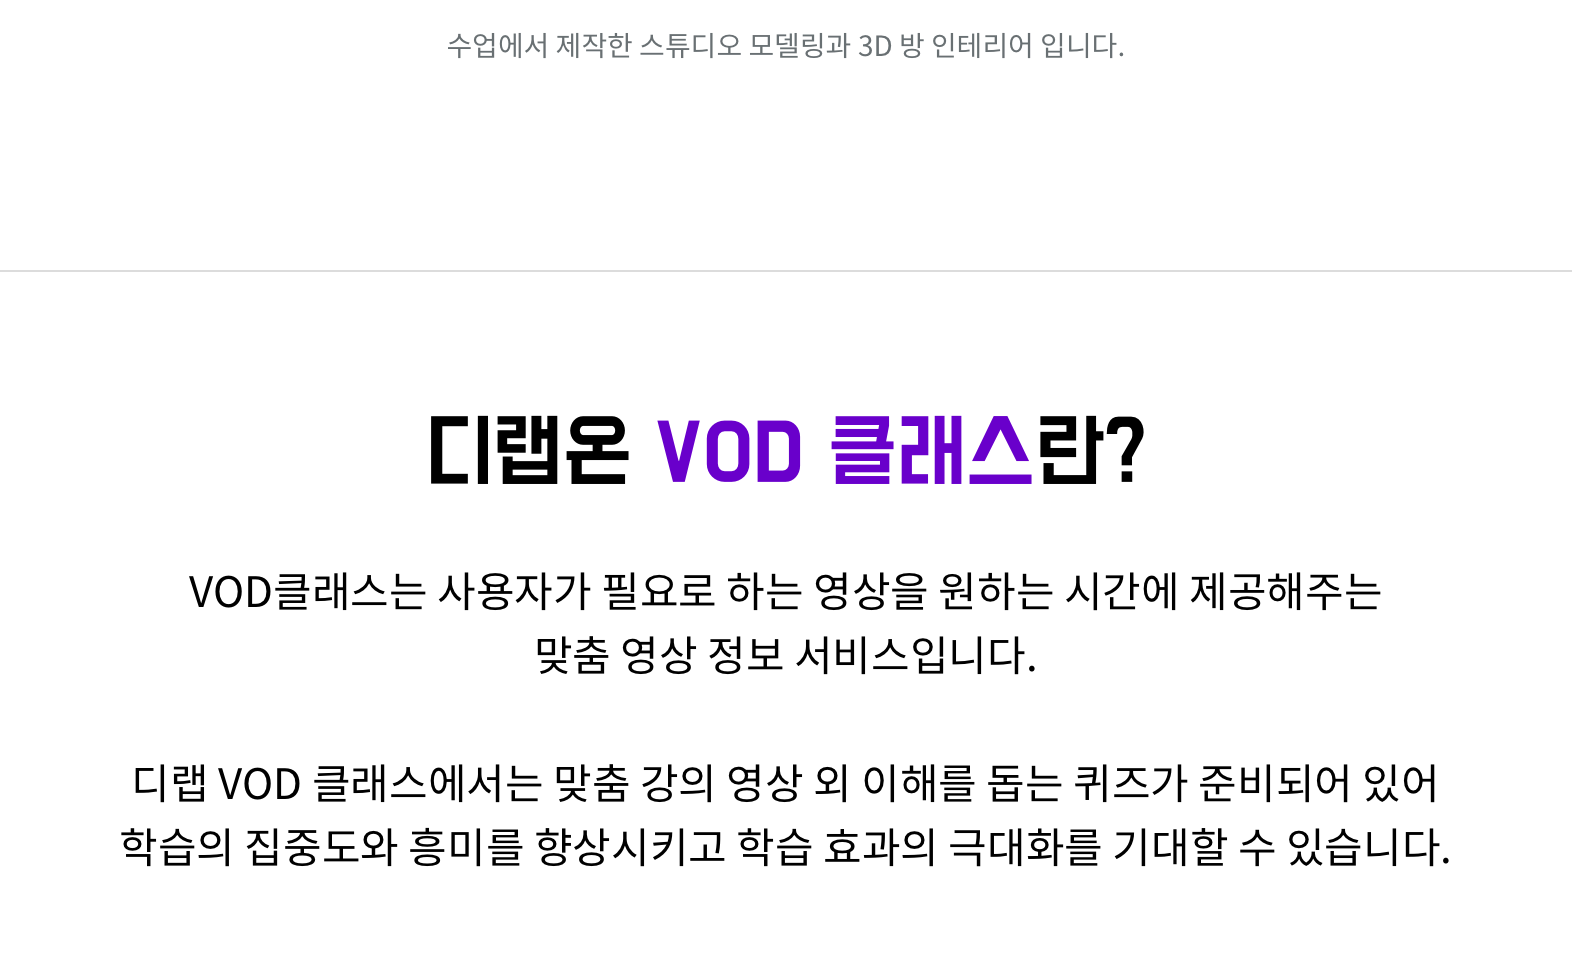 수업에서 제작한 스튜디오 모델링과 3D 방 인테리어 입니다.
디랩온 VOD 클래스란?
VOD클래스는 사용자가 필요로 하는 영상을 원하는 시간에 제공해주는
맞춤 영상 정보 서비스입니다.
디랩 VOD 클래스에서는 맞춤 강의 영상 외 이해를 돕는 퀴즈가 준비되어 있어
학습의 집중도와 흥미를 향상시키고 학습 효과의 극대화를 기대할 수 있습니다.